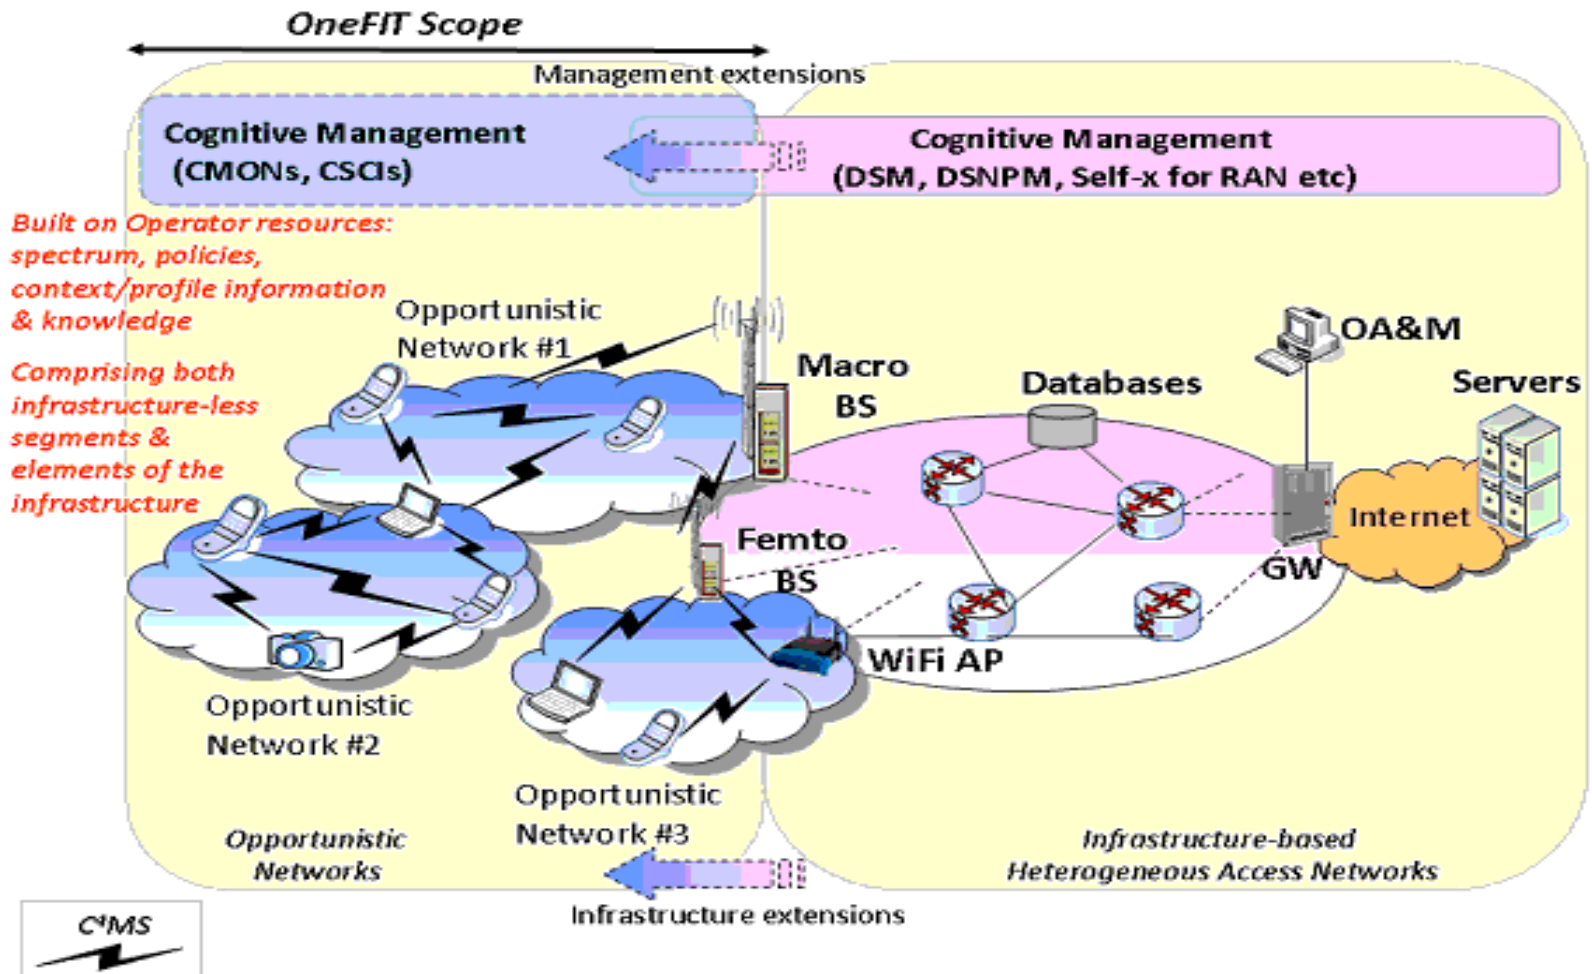 OneFIT Scope
Management extensions
Cognitive Management
(CMONs, CSCIs)
Cognitive Management
(DSM, DSNPM, Self-x for RAN etc)
Built on Operator resources:
spectrum, policies,
context/profile information
& knowledge
Comprising both
infrastructure-less
segments &
elements of the
infrastructure
Opportunistic
Network #1
Macro
BS
Databases
OA&M
Servers
Femto
BS
GW
Internet
WiFi AP
Opportunistic
Network #2
Opportunistic
Network #3
Opportunistic
Networks
Infrastructure-based
Heterogeneous Access Networks
Infrastructure extensions
C⁴MS